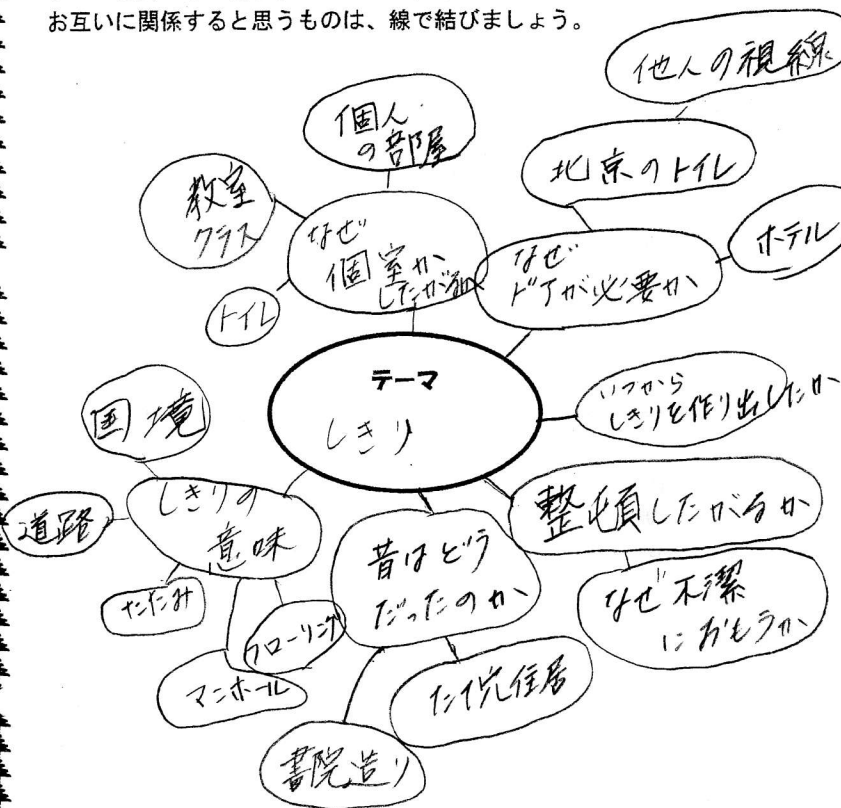 お互いに関係すると思うものは、線で結びましょう。
他人の視線
個人
の部屋
北京のトイレ
教室
クラス
なぜ
個室か
したがるか
なぜ
ドアが必要か
ホテル
トイレ
テーマ
しきり
いつから
しきりを作り出したか
国境
しきりの
意味
道路
整頓したがるか
昔はどう
だったのか
なぜ不潔
におもうか
たたみ
フローリング
マンホール
たて穴住居
書院造り